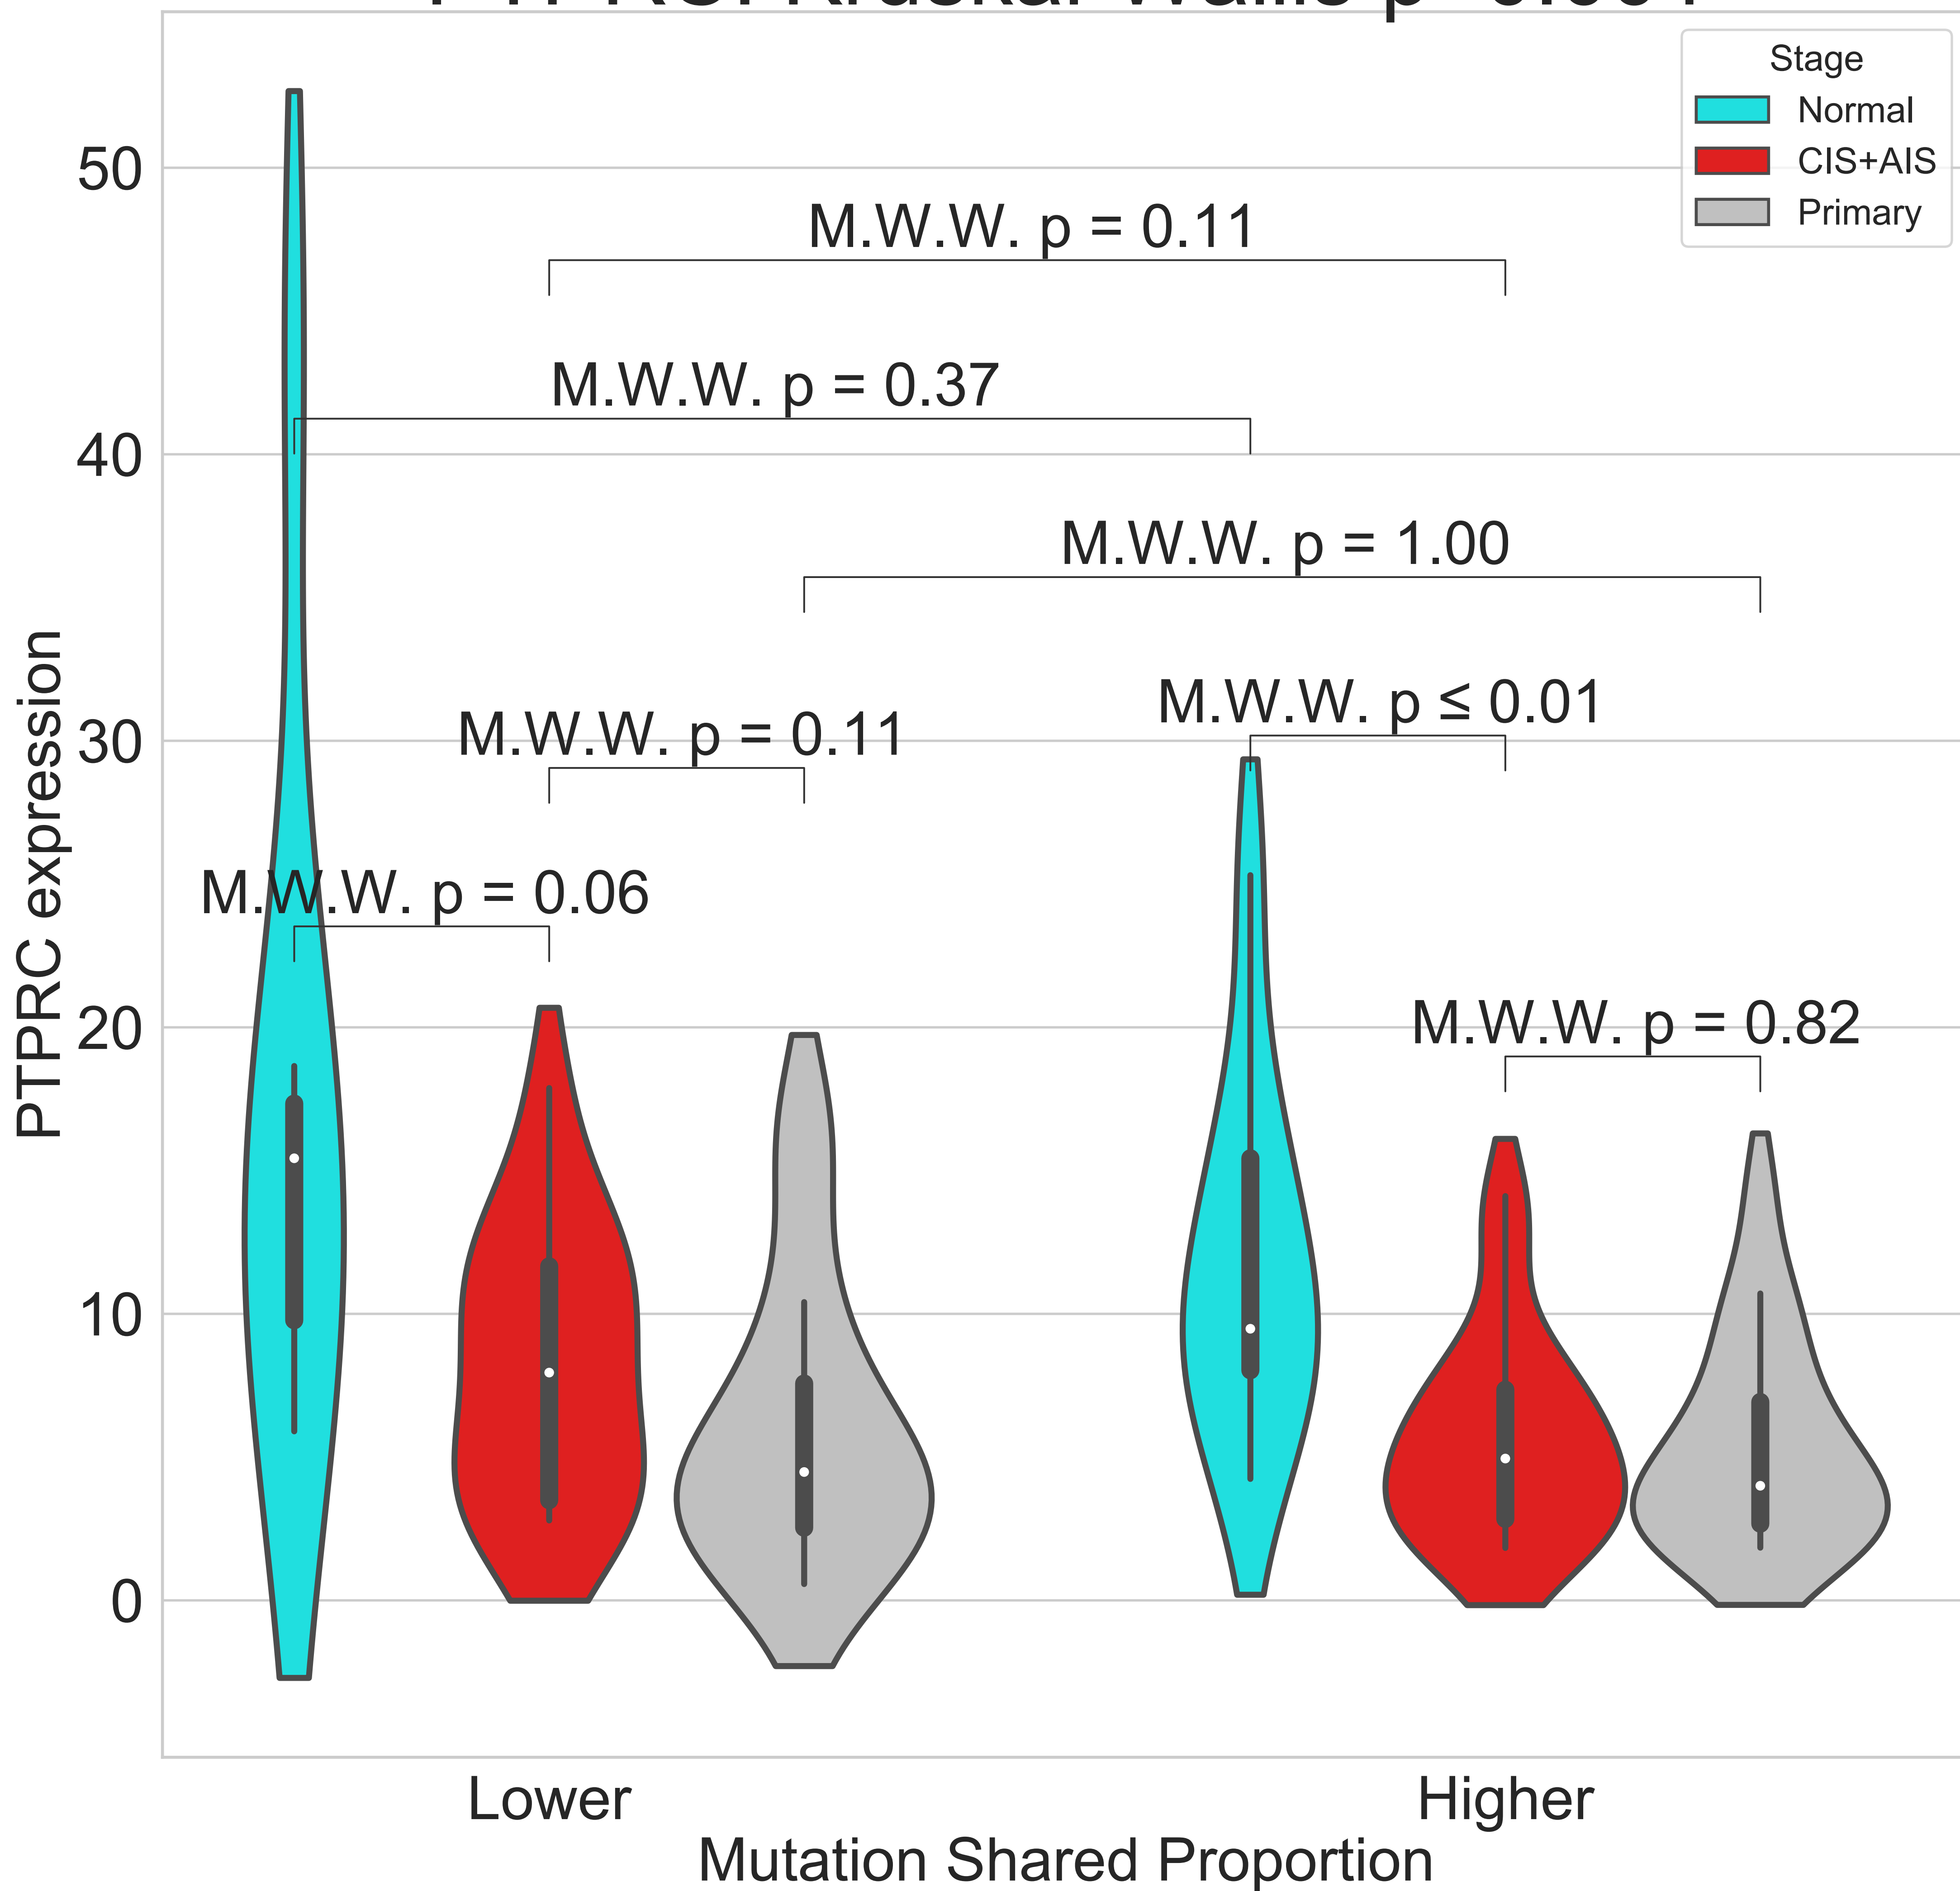 Stage
Normal
CIS+AIS
Primary
50
40
30
20
10
0
PTPRC expression
M.W.W. p = 0.11
M.W.W. p = 0.37
M.W.W. p = 1.00
M.W.W. p ≤ 0.01
M.W.W. p = 0.11
M.W.W. p = 0.06
M.W.W. p = 0.82
Lower
Higher
Mutation Shared Proportion